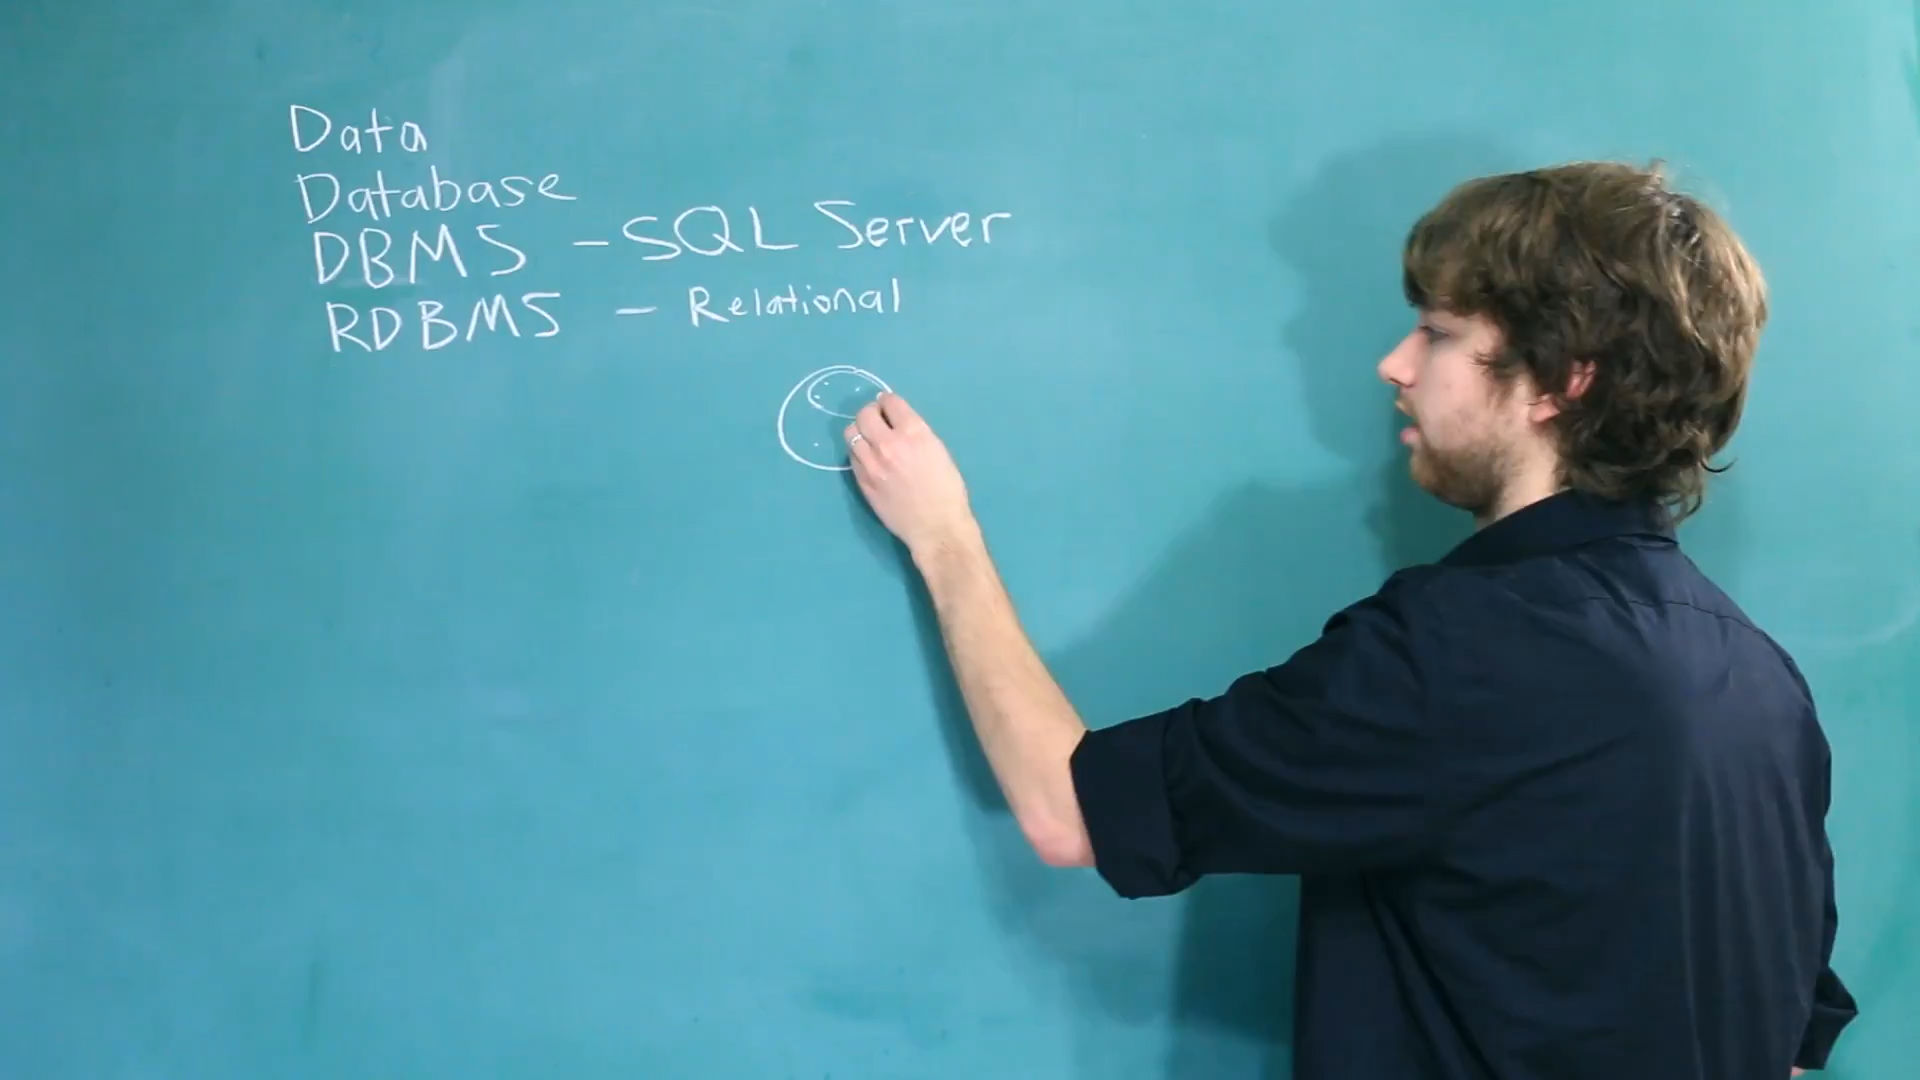 Data
Database
DBMS - SQL Server
RDBMS - Relational